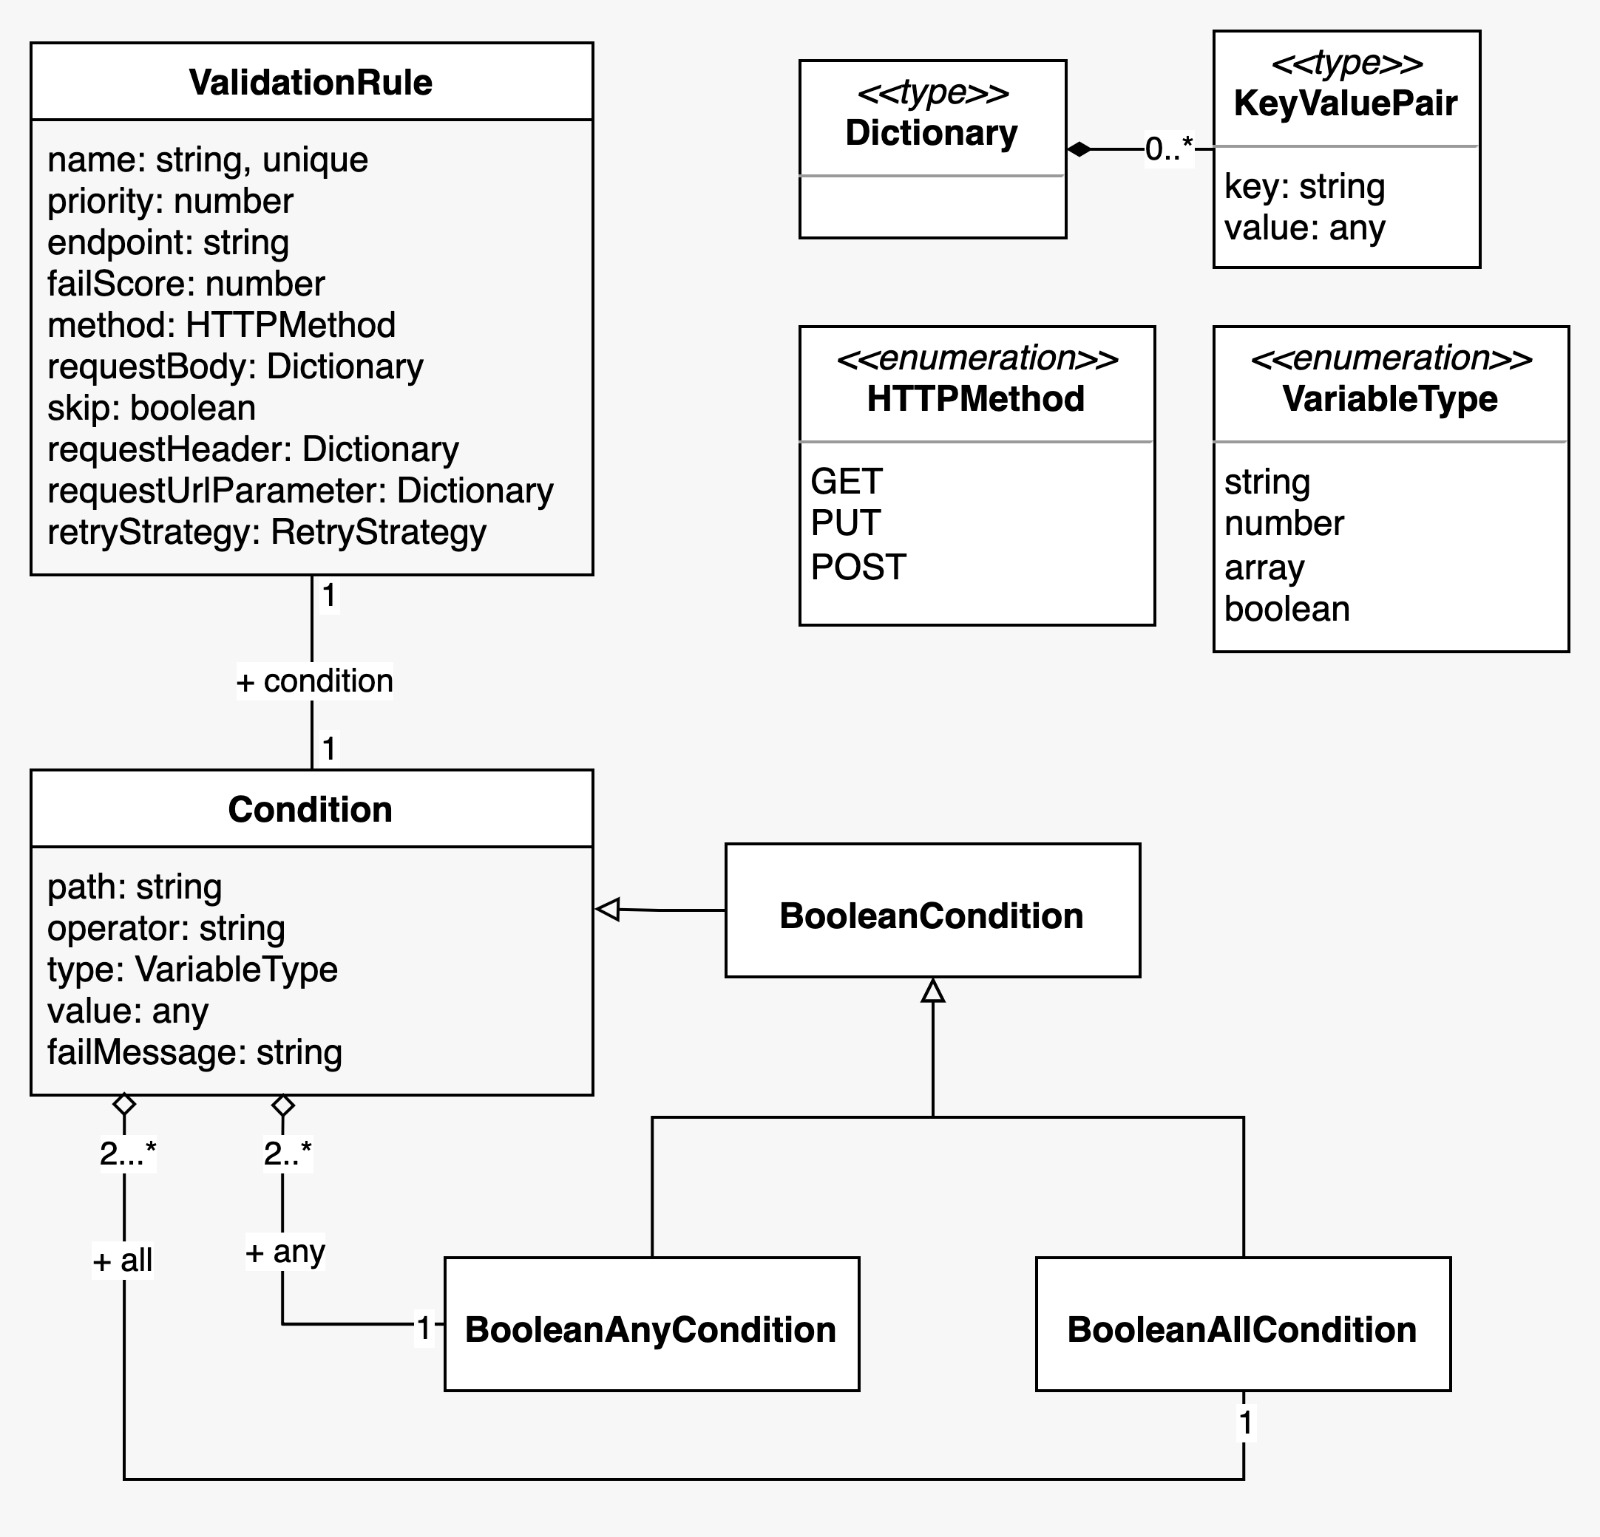 ValidationRule
name: string, unique
priority: number
endpoint: string
failScore: number
method: HTTPMethod
requestBody: Dictionary
skip: boolean
requestHeader: Dictionary
requestUrlParameter: Dictionary
retryStrategy: RetryStrategy
<<type>>
Dictionary
0..*
<<type>>
KeyValuePair
key: string
value: any
<<enumeration>>
HTTPMethod
GET
PUT
POST
<<enumeration>>
VariableType
string
number
array
boolean
1
+ condition
1
Condition
path: string
operator: string
type: VariableType
value: any
failMessage: string
BooleanCondition
2...*
2..*
+ all
+ any
1
BooleanAnyCondition
BooleanAllCondition
1